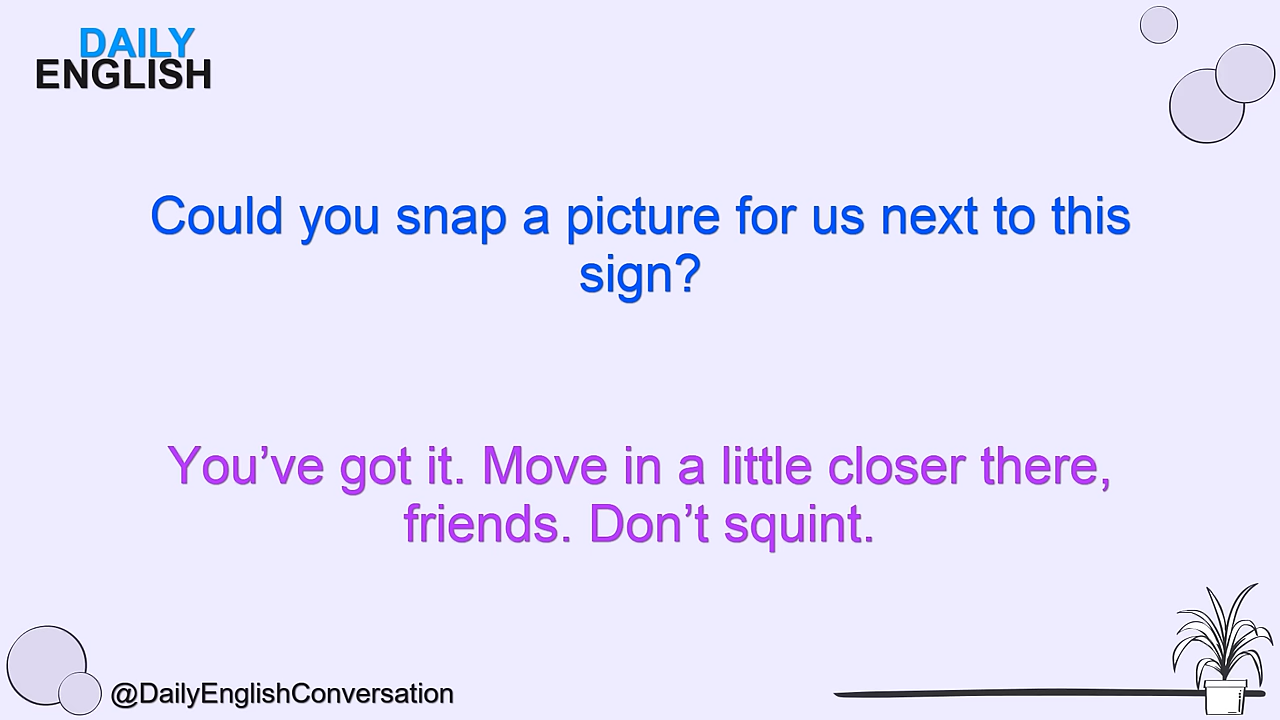 DAILY
ENGLISH
Could you snap a picture for us next to this
sign?
You’ve got it. Move in a little closer there,
friends. Don’t squint.
@DailyEnglishConversation